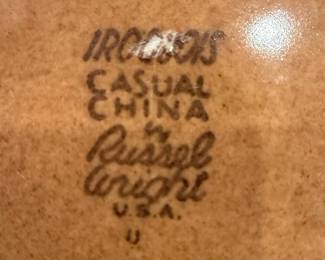 IROQUOIS
CASUAL
CHINA
by
Russel
Wright
U.S.A.
U